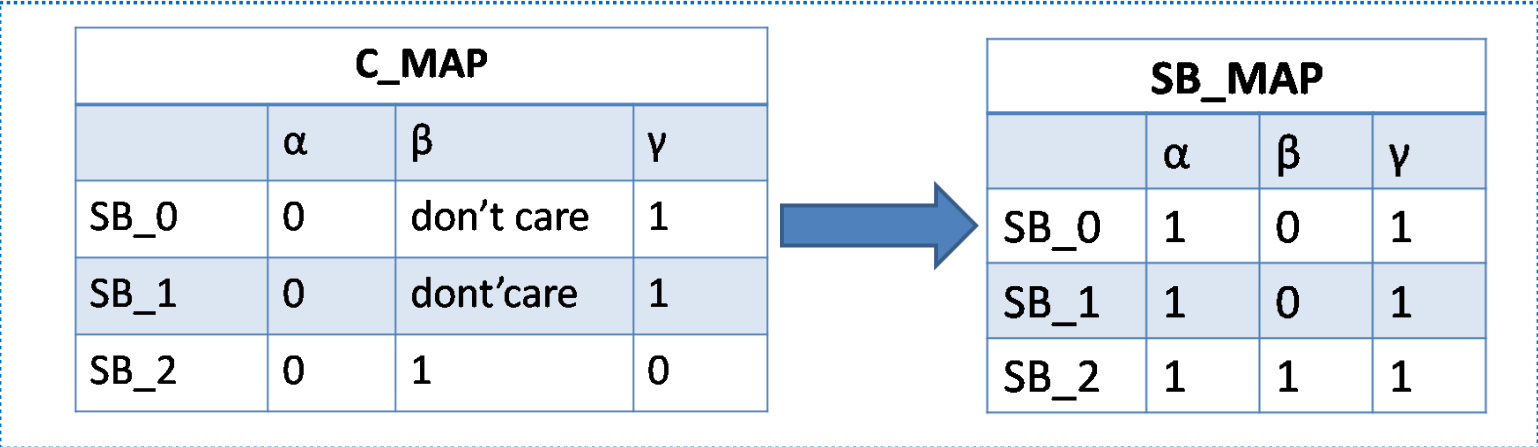 C_MAP
α β γ
SB_0 0 don't care 1
SB_1 0 dont'care 1
SB_2 0 1 0
SB_MAP
α β γ
SB_0 1 0 1
SB_1 1 0 1
SB_2 1 1 1